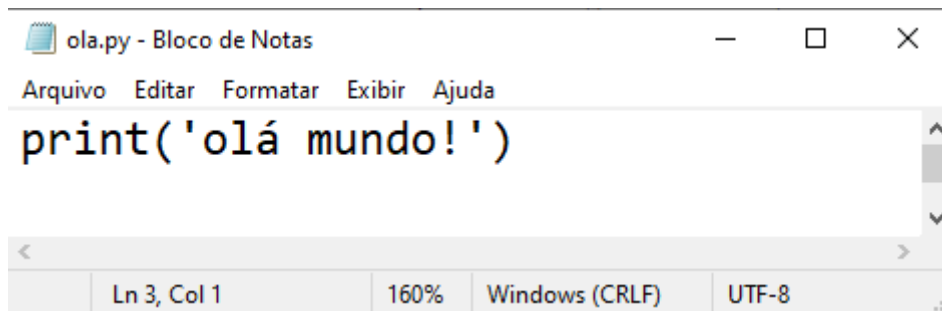 ola.py - Bloco de Notas
Arquivo Editar Formatar Exibir Ajuda
print('olá mundo!')
Ln 3, Col 1 160% Windows (CRLF) UTF-8